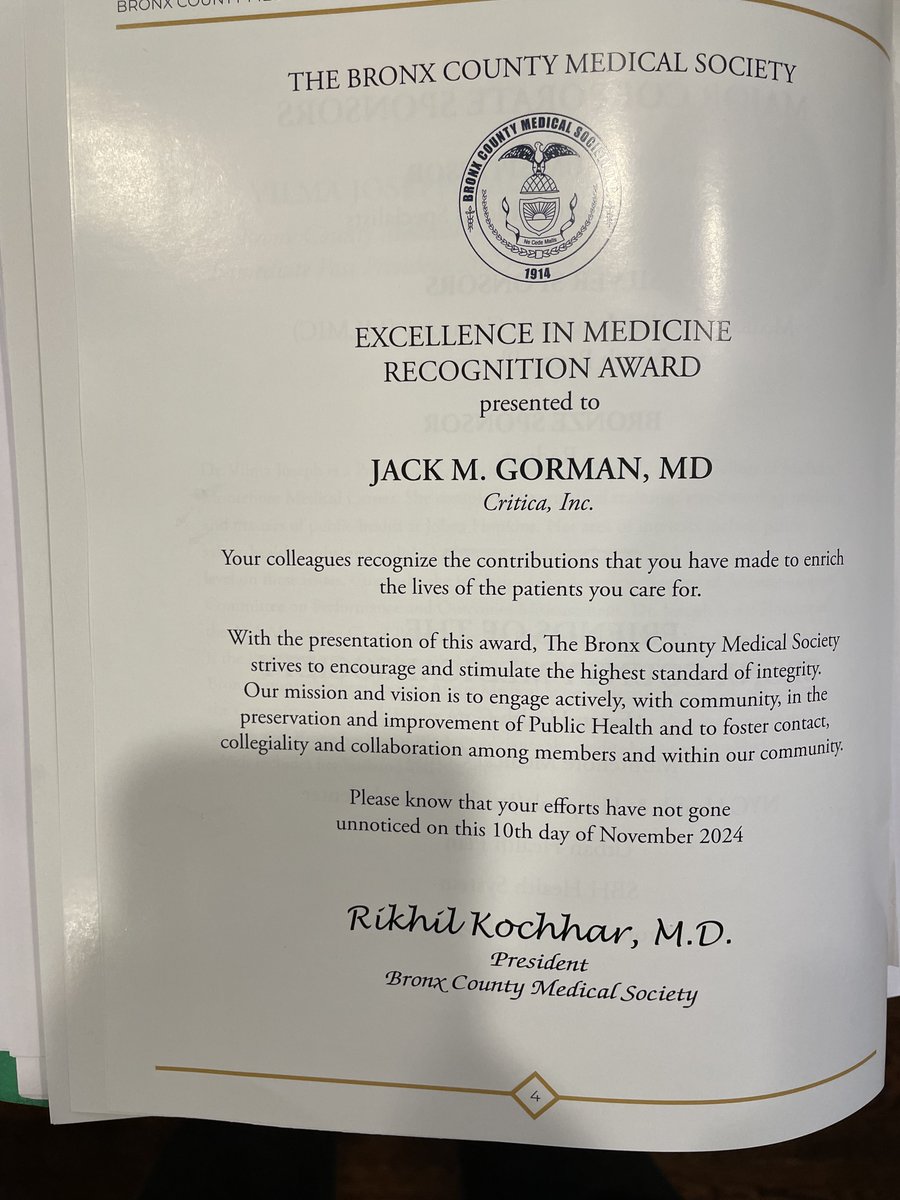 BRONX COUNTY
THE BRONX COUNTY MEDICAL SOCIETY
BRONX COUNTY MEDICAL SOCIETY
No Cede Malis
1914
EXCELLENCE IN MEDICINE
RECOGNITION AWARD
presented to
JACK M. GORMAN, MD
Critica, Inc.
Your colleagues recognize the contributions that you have made to enrich
the lives of the patients you care for.
With the presentation of this award, The Bronx County Medical Society
strives to encourage and stimulate the highest standard of integrity.
Our mission and vision is to engage actively, with community, in the
preservation and improvement of Public Health and to foster contact,
collegiality and collaboration among members and within our community.
Please know that your efforts have not gone
unnoticed on this 10th day of November 2024
Rikhil Kochhar, M.D.
President
Bronx County Medical Society
4